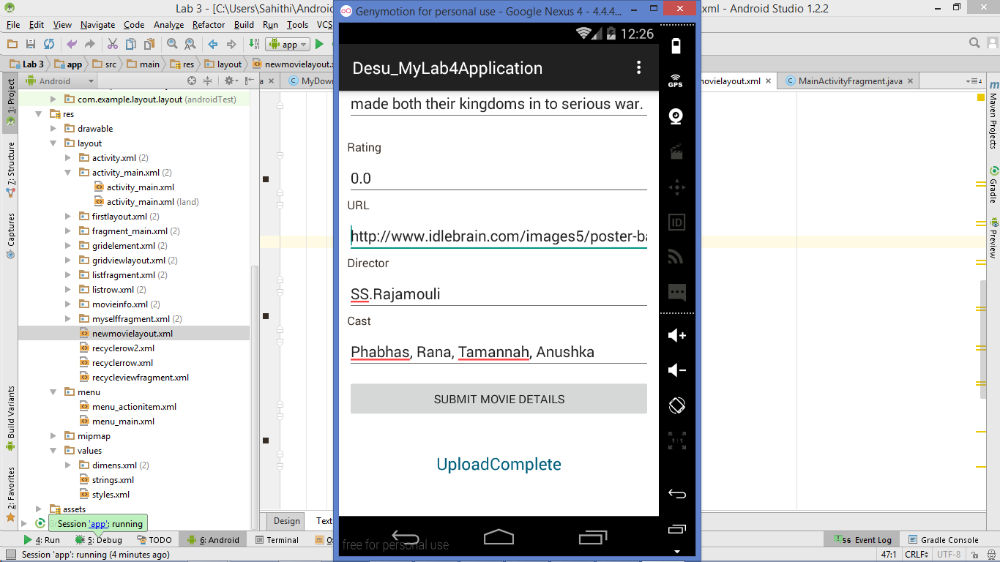 Lab 3 - [C:\Users\Sahithi\Android
xml - Android Studio 1.2.2
File Edit View Navigate Code Analyze Refactor Build Run Tools VCS
app
Lab 3 app src main res layout newmovielayout.x
Android
MyDow
movielayout.xml
MainActivityFragment.java
4
com.example.layout.layout (androidTest)
res
drawable
layout
activity.xml (2)
activity_main.xml (2)
activity_main.xml
activity_main.xml (land)
firstlayout.xml (2)
fragment_main.xml (2)
gridelement.xml (2)
gridviewlayout.xml (2)
listfragment.xml (2)
listrow.xml (2)
movieinfo.xml (2)
myselffragment.xml (2)
newmovielayout.xml
recyclerow2.xml
recyclerrow.xml
recycleviewfragment.xml
menu
menu_actionitem.xml
menu_main.xml
mipmap
values
dimens.xml (2)
strings.xml
styles.xml
assets
Session 'app': running
1: Project
7: Structure
Captures
Build Variants
2: Favorites
Genymotion for personal use - Google Nexus 4 - 4.4.4...
12:26
Desu_MyLab4Application
made both their kingdoms in to serious war.
Rating
0.0
URL
http://www.idlebrain.com/images5/poster-ba
Director
SS.Rajamouli
Cast
Phabhas, Rana, Tamannah, Anushka
SUBMIT MOVIE DETAILS
UploadComplete
free for personal use
GPS
ID
1:1
Maven Projects
Gradle
Preview
Design Text
4: Run 5: Debug TODO 6: Android Terminal 0:
56 Event Log Gradle Console
Session 'app': running (4 minutes ago)
47:1 CRLF UTF-8